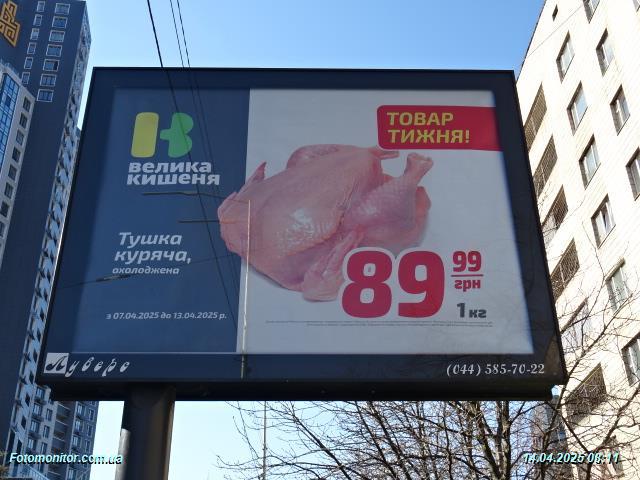 ТОВАР
ТИЖНЯ!
велика
кишеня
Тушка
куряча,
охолоджена
89 99
грн
1 кг
з 07.04.2025 до 13.04.2025 р.
Лувере
(044) 585-70-22
Fotomonitor.com.ua
14.04.2025 08:11